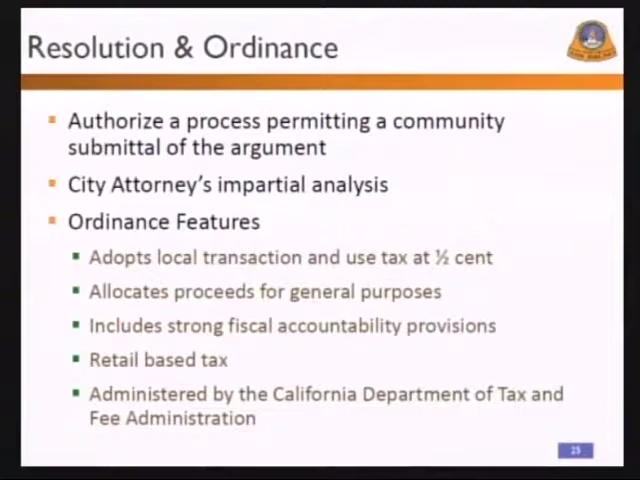 Resolution & Ordinance
Authorize a process permitting a community
submittal of the argument
City Attorney's impartial analysis
Ordinance Features
Adopts local transaction and use tax at ½ cent
Allocates proceeds for general purposes
Includes strong fiscal accountability provisions
Retail based tax
Administered by the California Department of Tax and
Fee Administration